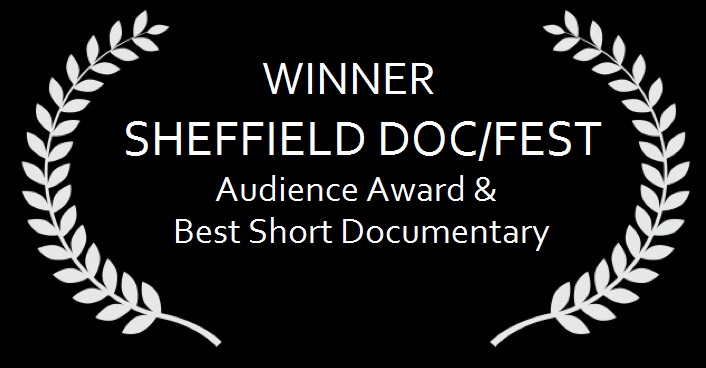 WINNER
SHEFFIELD DOC/FEST
Audience Award &
Best Short Documentary